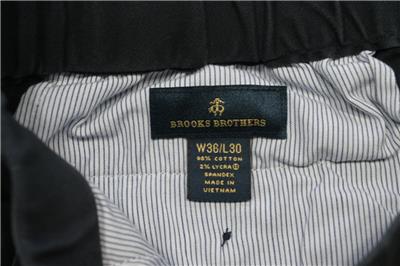 BROOKS BROTHERS
W36/L30
98% COTTON
2% LYCRA®
SPANDEX
MADE IN
VIETNAM